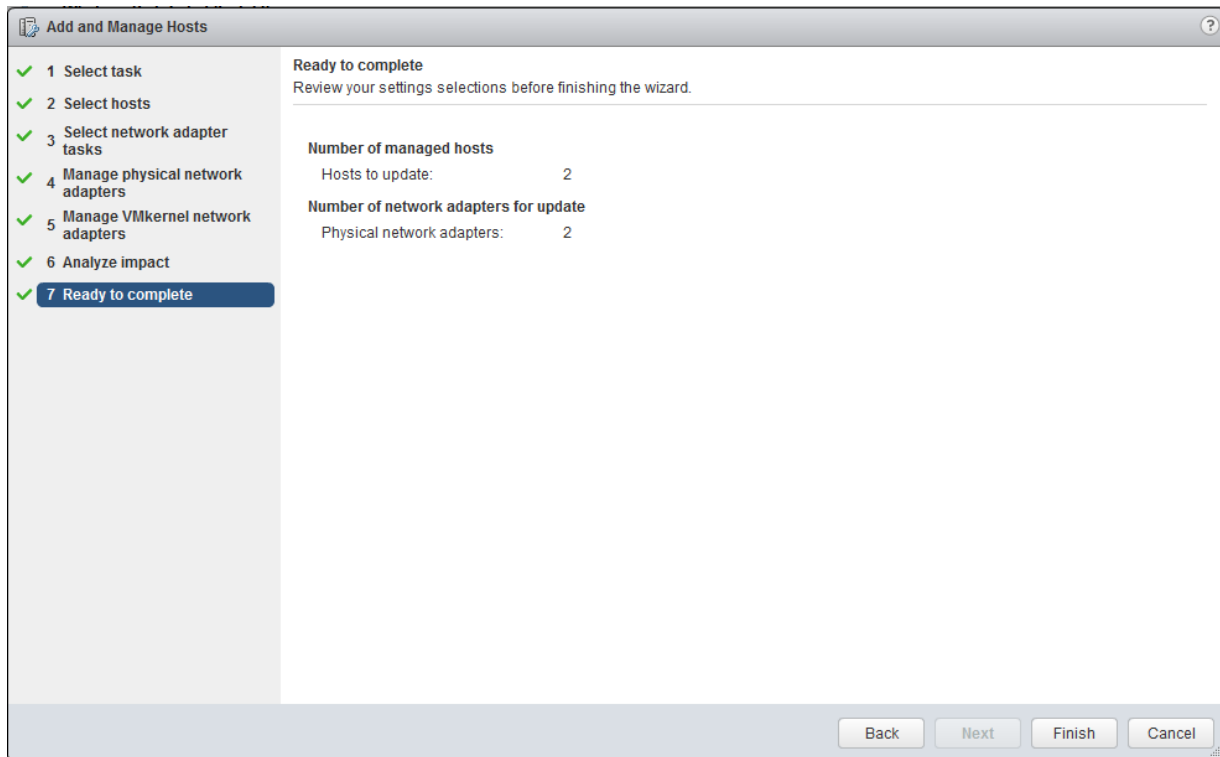 Add and Manage Hosts
?
1 Select task
2 Select hosts
3 Select network adapter
tasks
4 Manage physical network
adapters
5 Manage VMkernel network
adapters
6 Analyze impact
7 Ready to complete
Ready to complete
Review your settings selections before finishing the wizard.
Number of managed hosts
Hosts to update: 2
Number of network adapters for update
Physical network adapters: 2
Back Next Finish Cancel